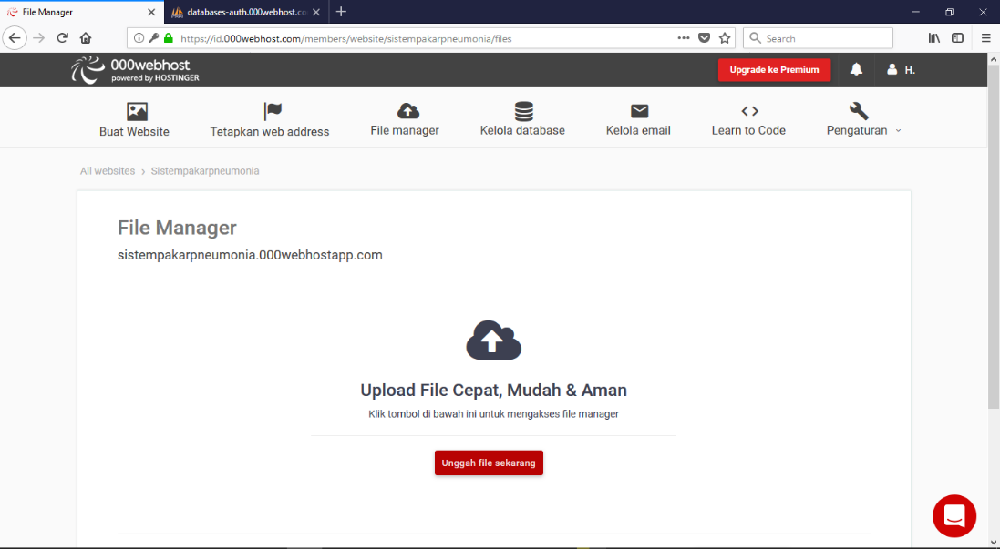 File Manager
databases-auth.000webhost.co
https://id.000webhost.com/members/website/sistempakarpneumonia/files
Search
000webhost
powered by HOSTINGER
Upgrade ke Premium
H.
Buat Website
Tetapkan web address
File manager
Kelola database
Kelola email
Learn to Code
Pengaturan
All websites › Sistempakarpneumonia
File Manager
sistempakarpneumonia.000webhostapp.com
Upload File Cepat, Mudah & Aman
Klik tombol di bawah ini untuk mengakses file manager
Unggah file sekarang